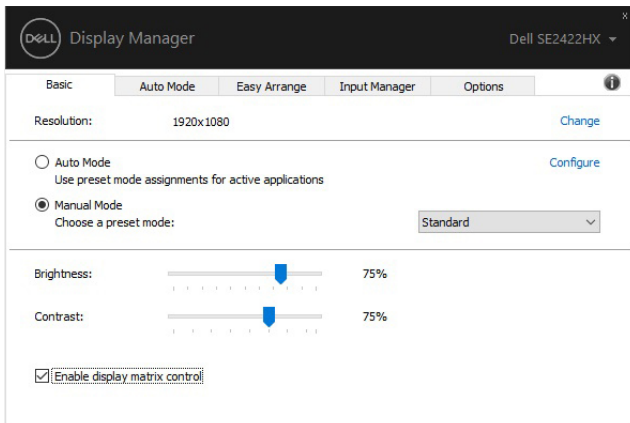 x
DELL Display Manager Dell SE2422HX
Basic Auto Mode Easy Arrange Input Manager Options i
Resolution: 1920x1080 Change
Auto Mode Configure
Use preset mode assignments for active applications
Manual Mode
Choose a preset mode: Standard
Brightness: 75%
Contrast: 75%
Enable display matrix control